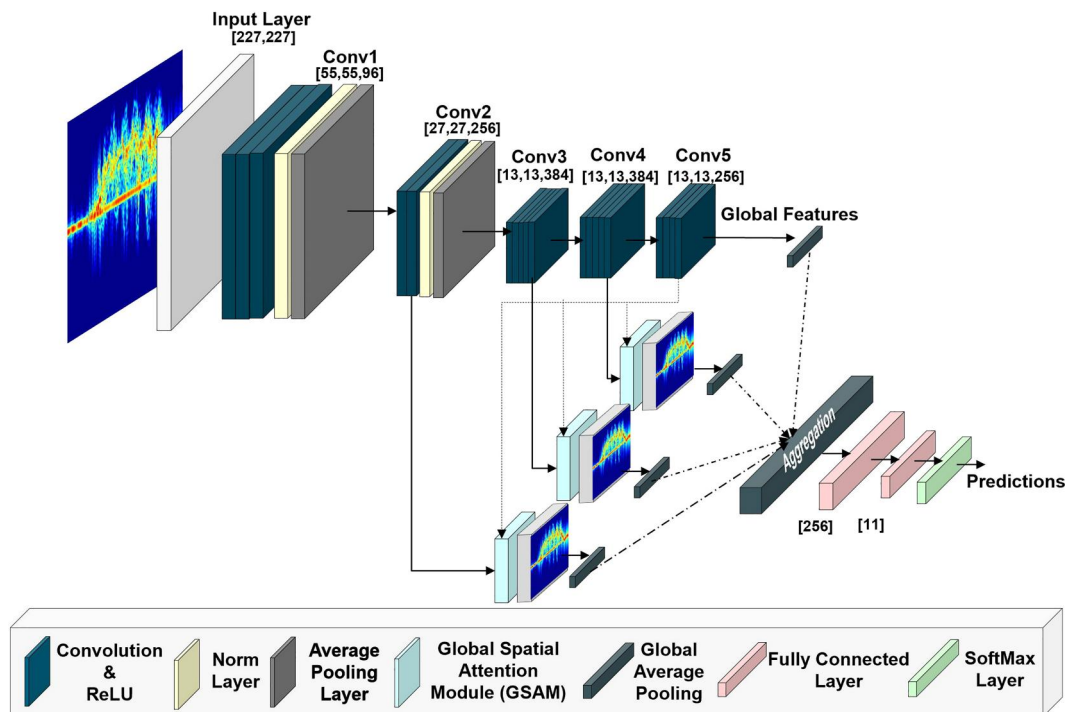 Input Layer
[227,227]
Conv1
[55,55,96]
Conv2
[27,27,256]
Conv3
[13,13,384]
Conv4
[13,13,384]
Conv5
[13,13,256]
Global Features
Aggregation
[256]
[11]
Predictions
Convolution
&
ReLU
Norm
Layer
Average
Pooling
Layer
Global Spatial
Attention
Module (GSAM)
Global
Average
Pooling
Fully Connected
Layer
SoftMax
Layer